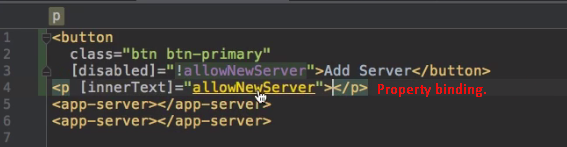 p
1 <button
2 class="btn btn-primary"
3 [disabled]="!allowNewServer">Add Server</button>
4 <p [innerText]="allowNewServer"></p> Property binding.
5 <app-server></app-server>
6 <app-server></app-server>
7